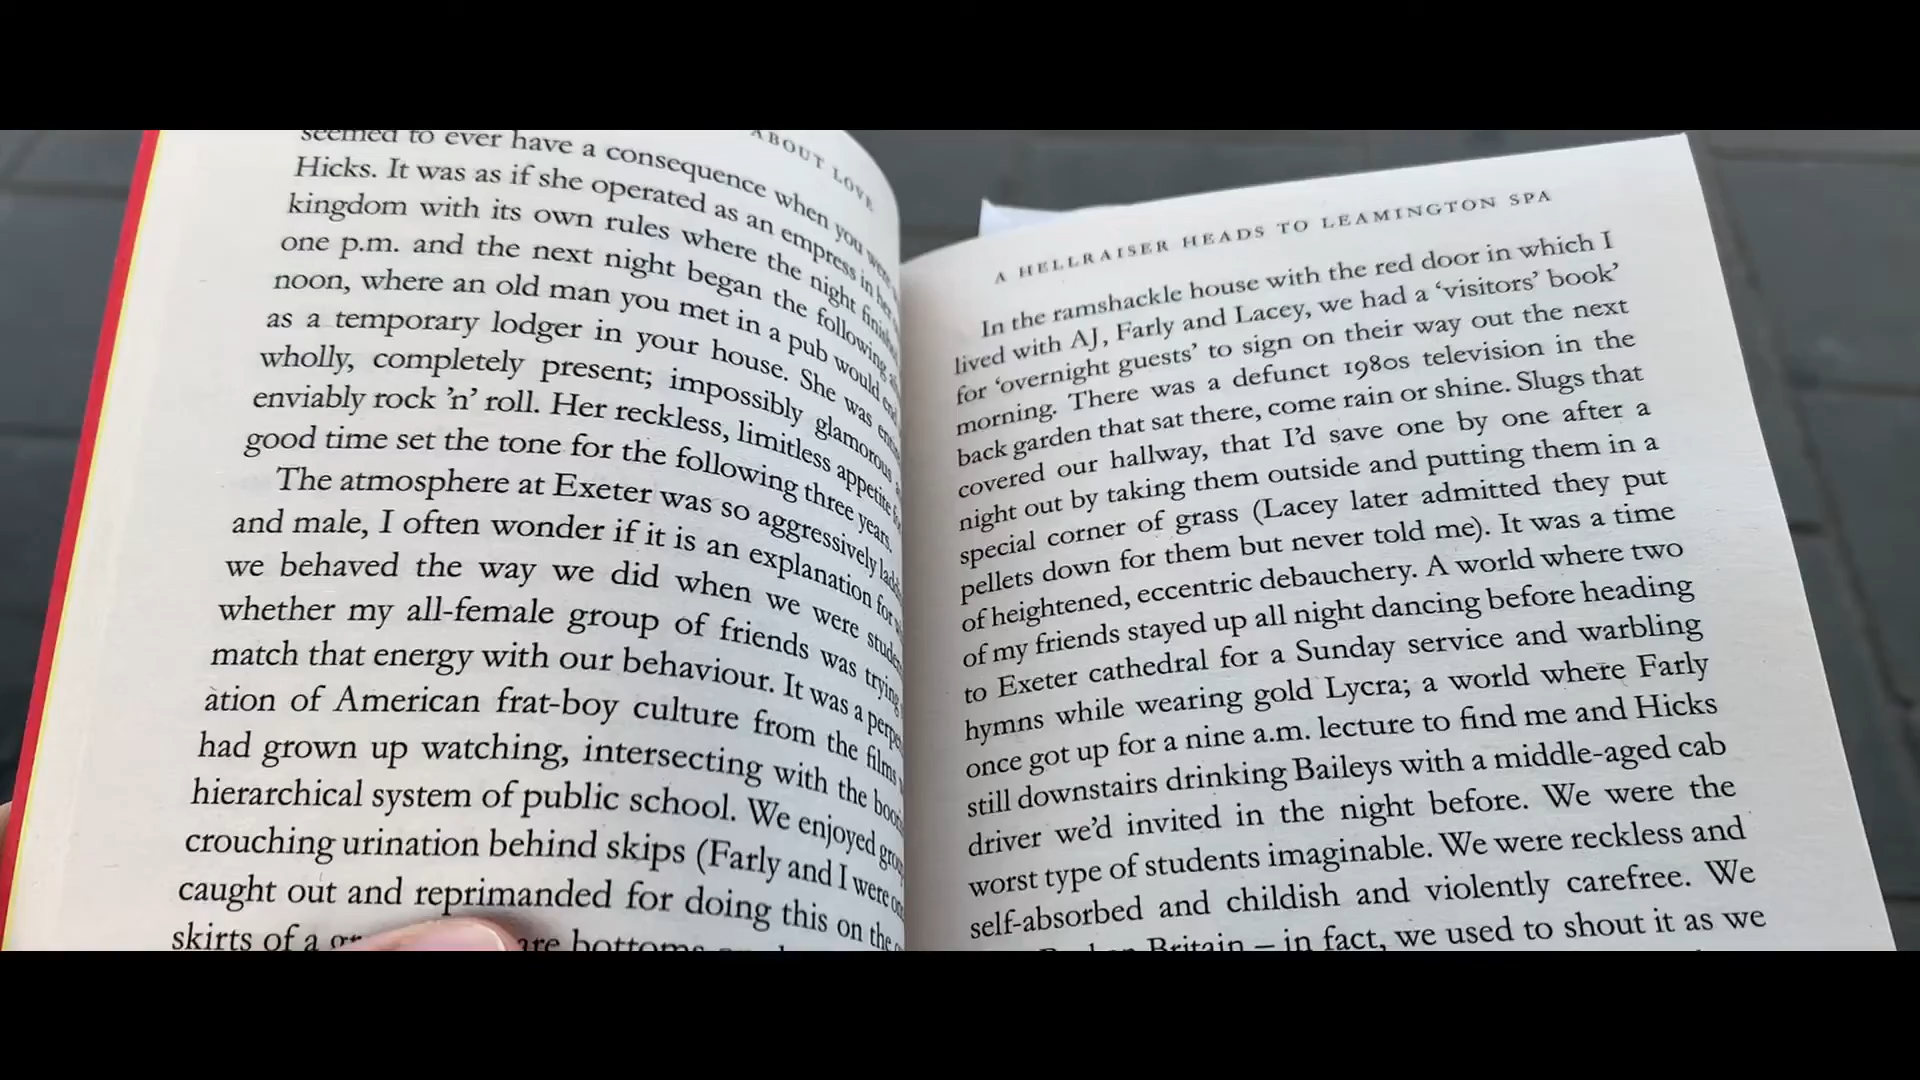 ABOUT LOVE
seemed to ever have a consequence when you were
Hicks. It was as if she operated as an empress in her
kingdom with its own rules where the night finished
one p.m. and the next night began the following
noon, where an old man you met in a pub would end
as a temporary lodger in your house. She was
wholly, completely present; impossibly glamorous
enviably rock 'n' roll. Her reckless, limitless appetite
good time set the tone for the following three years.
The atmosphere at Exeter was so aggressively
and male, I often wonder if it is an explanation for
we behaved the way we did when we were
whether my all-female group of friends was trying
match that energy with our behaviour. It was a
ation of American frat-boy culture from the films
had grown up watching, intersecting with the
hierarchical system of public school. We enjoyed
crouching urination behind skips (Farly and I were
caught out and reprimanded for doing this on the
skirts of a
A HELLRAISER HEADS TO LEAMINGTON SPA
In the ramshackle house with the red door in which I
lived with AJ, Farly and Lacey, we had a 'visitors' book'
for 'overnight guests' to sign on their way out the next
morning. There was a defunct 1980s television in the
back garden that sat there, come rain or shine. Slugs that
covered our hallway, that I'd save one by one after a
night out by taking them outside and putting them in a
special corner of grass (Lacey later admitted they put
pellets down for them but never told me). It was a time
of heightened, eccentric debauchery. A world where two
of my friends stayed up all night dancing before heading
to Exeter cathedral for a Sunday service and warbling
hymns while wearing gold Lycra; a world where Farly
once got up for a nine a.m. lecture to find me and Hicks
still downstairs drinking Baileys with a middle-aged cab
driver we'd invited in the night before. We were the
worst type of students imaginable. We were reckless and
self-absorbed and childish and violently carefree. We
Britain – in fact, we used to shout it as we